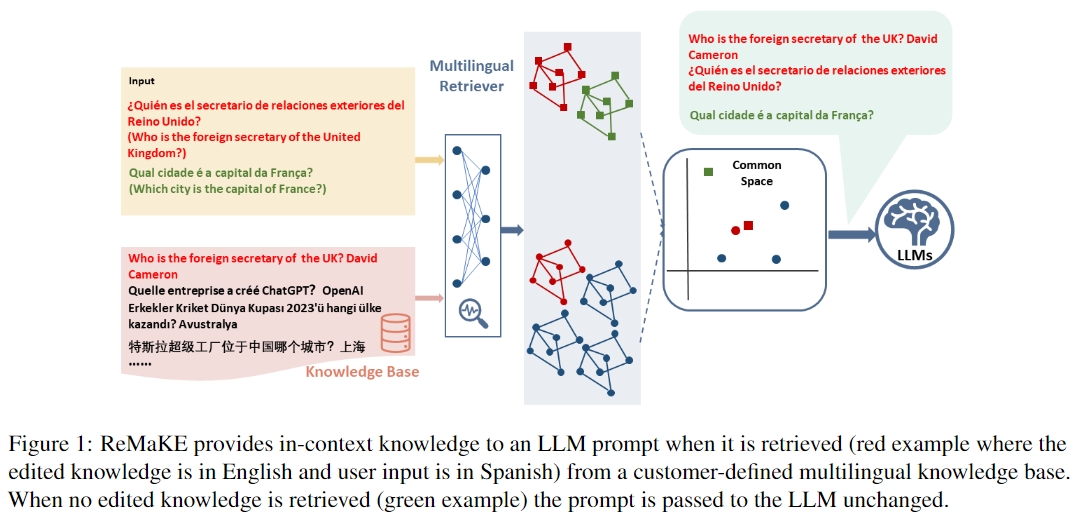 Input
¿Quién es el secretario de relaciones exteriores del
Reino Unido?
(Who is the foreign secretary of the United
Kingdom?)
Qual cidade é a capital da França?
(Which city is the capital of France?)
Who is the foreign secretary of the UK? David
Cameron
Quelle entreprise a créé ChatGPT? OpenAI
Erkekler Kriket Dünya Kupası 2023'ü hangi ülke
kazandı? Avustralya
特斯拉超级工厂位于中国哪个城市？上海
......
Knowledge Base
Multilingual
Retriever
Who is the foreign secretary of the UK? David
Cameron
¿Quién es el secretario de relaciones exteriores
del Reino Unido?
Qual cidade é a capital da França?
Common
Space
LLMs
Figure 1: ReMaKE provides in-context knowledge to an LLM prompt when it is retrieved (red example where the
edited knowledge is in English and user input is in Spanish) from a customer-defined multilingual knowledge base.
When no edited knowledge is retrieved (green example) the prompt is passed to the LLM unchanged.